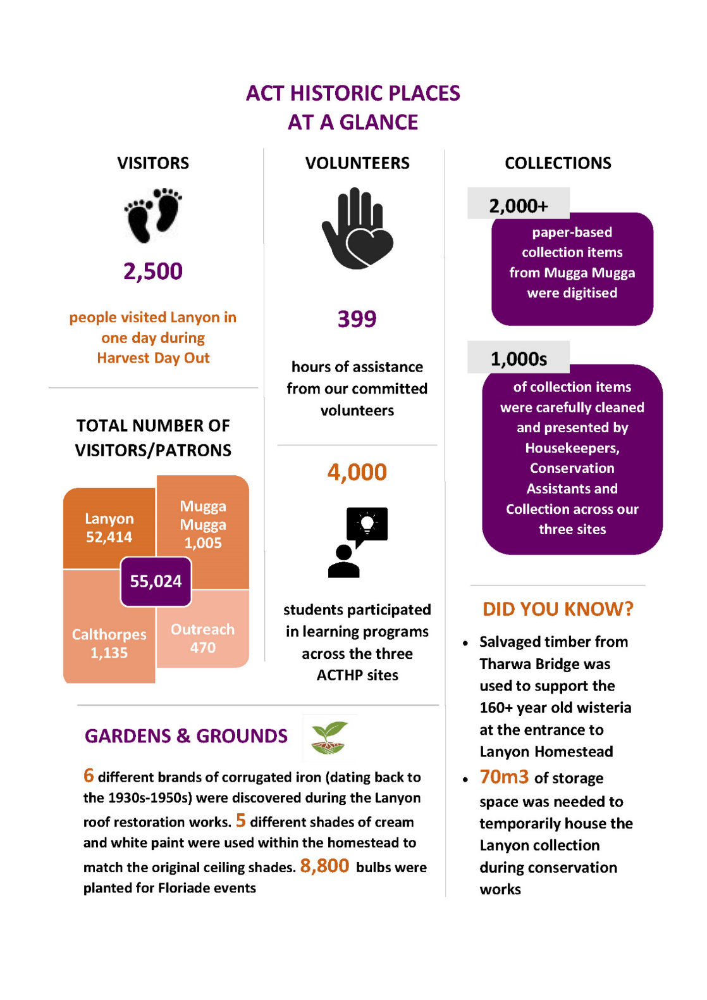 ACT HISTORIC PLACES
AT A GLANCE
VISITORS
2,500
people visited Lanyon in
one day during
Harvest Day Out
TOTAL NUMBER OF
VISITORS/PATRONS
Lanyon
52,414
Mugga
Mugga
1,005
55,024
Calthorpes
1,135
Outreach
470
VOLUNTEERS
399
hours of assistance
from our committed
volunteers
4,000
students participated
in learning programs
across the three
ACTHP sites
COLLECTIONS
2,000+
paper-based
collection items
from Mugga Mugga
were digitised
1,000s
of collection items
were carefully cleaned
and presented by
Housekeepers,
Conservation
Assistants and
Collection across our
three sites
DID YOU KNOW?
• Salvaged timber from
Tharwa Bridge was
used to support the
160+ year old wisteria
at the entrance to
Lanyon Homestead
• 70m3 of storage
space was needed to
temporarily house the
Lanyon collection
during conservation
works
GARDENS & GROUNDS
6 different brands of corrugated iron (dating back to
the 1930s-1950s) were discovered during the Lanyon
roof restoration works. 5 different shades of cream
and white paint were used within the homestead to
match the original ceiling shades. 8,800 bulbs were
planted for Floriade events